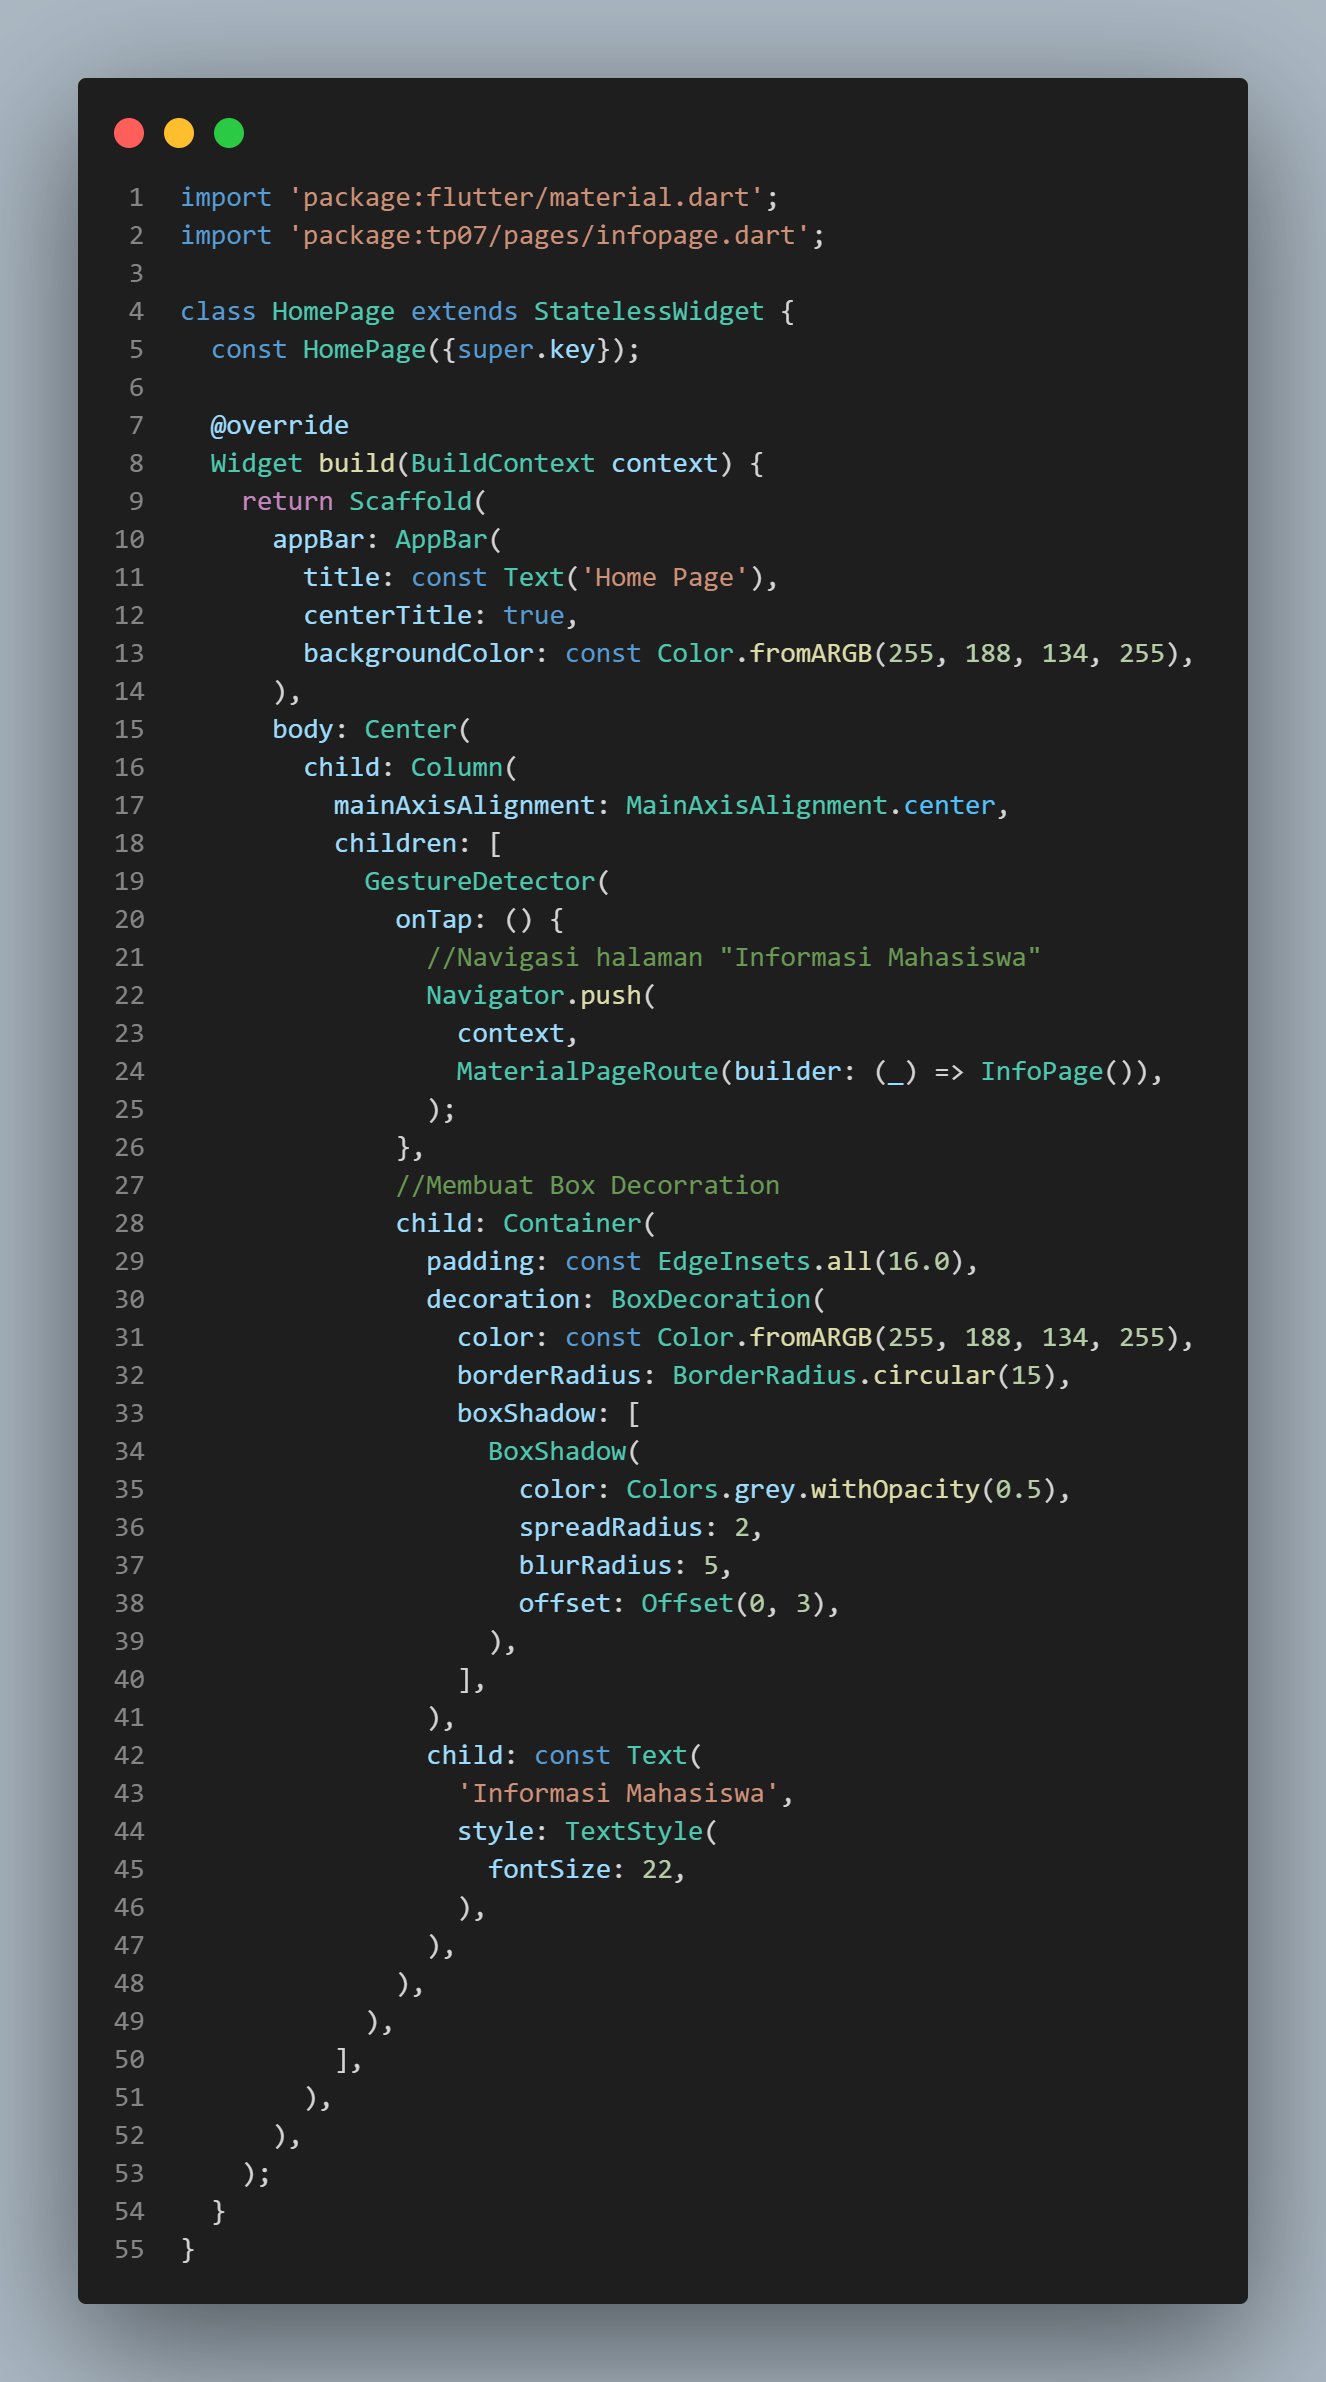 1 import 'package:flutter/material.dart';
2 import 'package:tp07/pages/infopage.dart';
3
4 class HomePage extends StatelessWidget {
5   const HomePage({super.key});
6
7   @override
8   Widget build(BuildContext context) {
9     return Scaffold(
10       appBar: AppBar(
11         title: const Text('Home Page'),
12         centerTitle: true,
13         backgroundColor: const Color.fromARGB(255, 188, 134, 255),
14       ),
15       body: Center(
16         child: Column(
17           mainAxisAlignment: MainAxisAlignment.center,
18           children: [
19             GestureDetector(
20               onTap: () {
21                 //Navigasi halaman "Informasi Mahasiswa"
22                 Navigator.push(
23                   context,
24                   MaterialPageRoute(builder: (_) => InfoPage()),
25                 );
26               },
27               //Membuat Box Decorration
28               child: Container(
29                 padding: const EdgeInsets.all(16.0),
30                 decoration: BoxDecoration(
31                   color: const Color.fromARGB(255, 188, 134, 255),
32                   borderRadius: BorderRadius.circular(15),
33                   boxShadow: [
34                     BoxShadow(
35                       color: Colors.grey.withOpacity(0.5),
36                       spreadRadius: 2,
37                       blurRadius: 5,
38                       offset: Offset(0, 3),
39                     ),
40                   ],
41                 ),
42                 child: const Text(
43                   'Informasi Mahasiswa',
44                   style: TextStyle(
45                     fontSize: 22,
46                   ),
47                 ),
48               ),
49             ),
50           ],
51         ),
52       ),
53     );
54   }
55 }